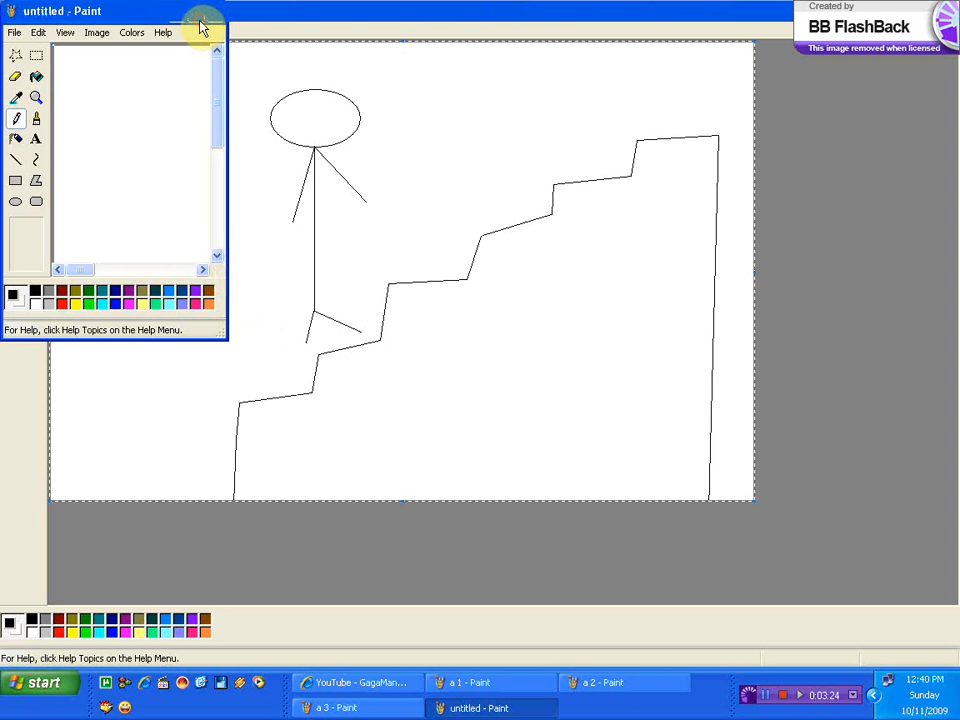 untitled - Paint
File Edit View Image Colors Help
Created by
BB FlashBack
This image removed when licensed
For Help, click Help Topics on the Help Menu.
For Help, click Help Topics on the Help Menu.
start
YouTube - GagaMan...
a 1 - Paint
a 2 - Paint
a 3 - Paint
untitled - Paint
0:03:24
12:40 PM
Sunday
10/11/2009